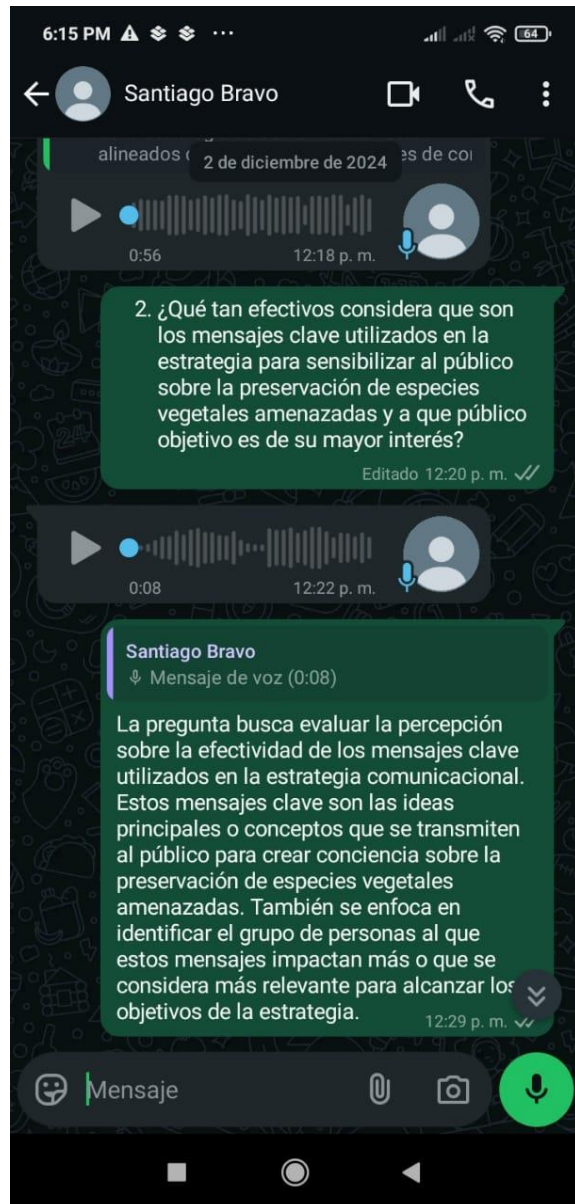 6:15 PM
64
Santiago Bravo
alineados
2 de diciembre de 2024
es de
0:56
12:18 p. m.
2. ¿Qué tan efectivos considera que son
los mensajes clave utilizados en la
estrategia para sensibilizar al público
sobre la preservación de especies
vegetales amenazadas y a que público
objetivo es de su mayor interés?
Editado 12:20 p. m.
0:08
12:22 p. m.
Santiago Bravo
Mensaje de voz (0:08)
La pregunta busca evaluar la percepción
sobre la efectividad de los mensajes clave
utilizados en la estrategia comunicacional.
Estos mensajes clave son las ideas
principales o conceptos que se transmiten
al público para crear conciencia sobre la
preservación de especies vegetales
amenazadas. También se enfoca en
identificar el grupo de personas al que
estos mensajes impactan más o que se
considera más relevante para alcanzar los
objetivos de la estrategia.
12:29 p. m.
Mensaje